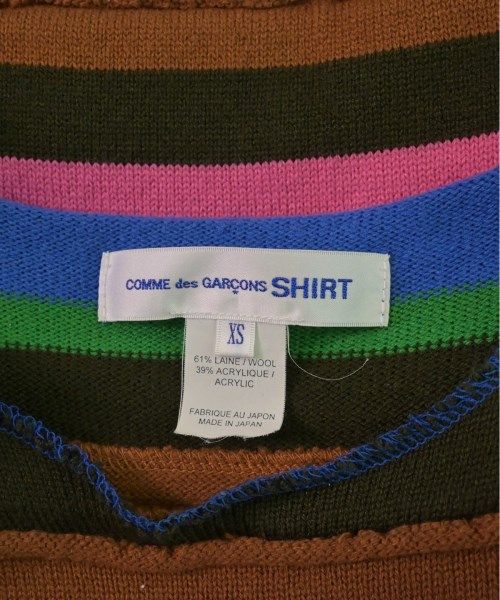 COMME des GARÇONS SHIRT
XS
61% LAINE / WOOL
39% ACRYLIQUE /
ACRYLIC
FABRIQUE AU JAPON
MADE IN JAPAN